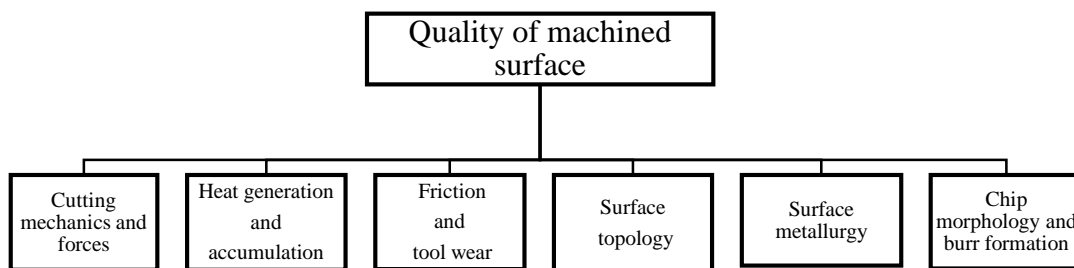 Quality of machined
surface
Cutting
mechanics and
forces
Heat generation
and
accumulation
Friction
and
tool wear
Surface
topology
Surface
metallurgy
Chip
morphology and
burr formation